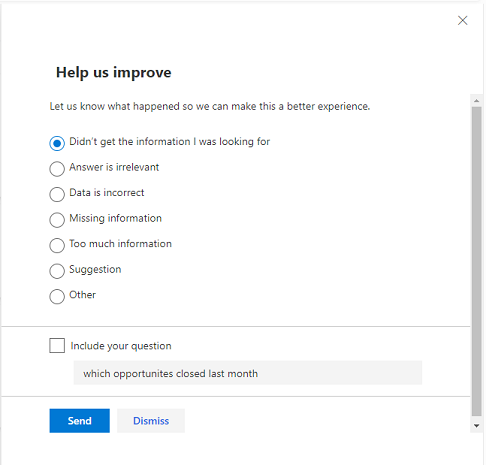 Help us improve
Let us know what happened so we can make this a better experience.
Didn't get the information I was looking for
Answer is irrelevant
Data is incorrect
Missing information
Too much information
Suggestion
Other
Include your question
which opportunites closed last month
Send
Dismiss